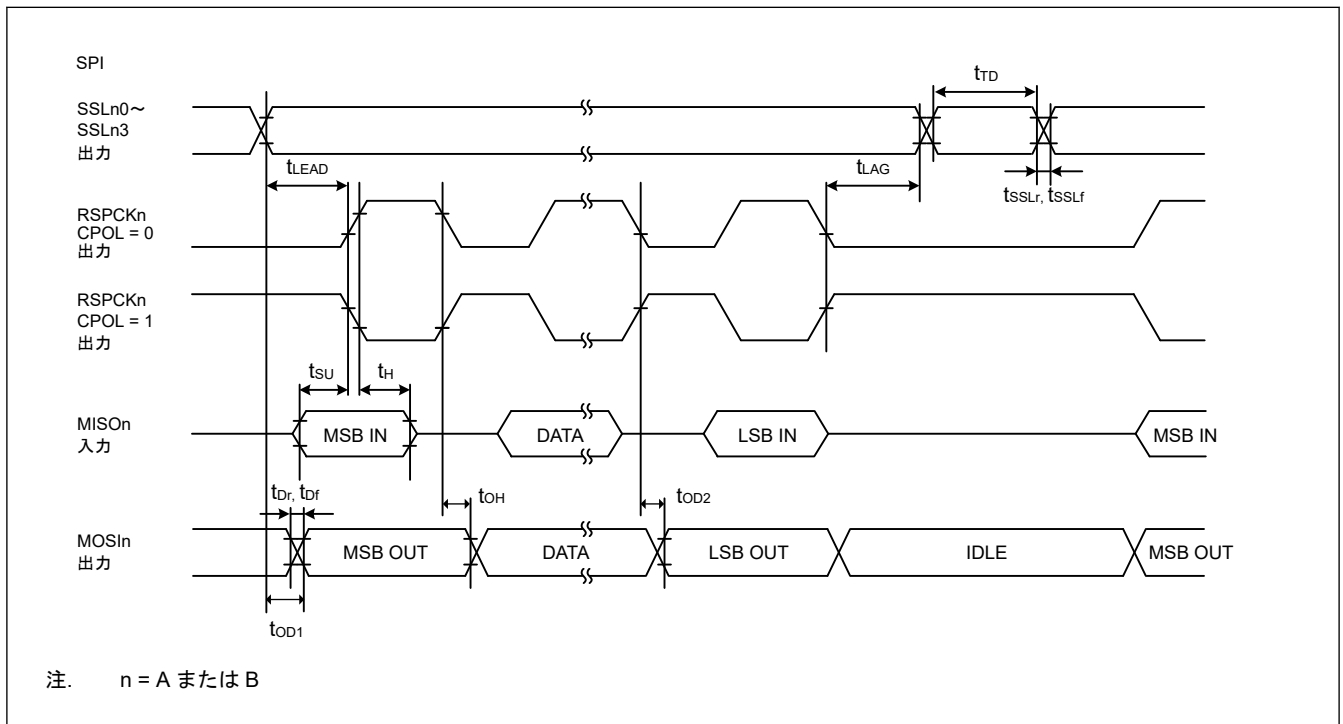 SPI
SSLn0～
SSLn3
出力
tTD
tLEAD
tLAG
tSSLr, tSSLf
RSPCKn
CPOL = 0
出力
RSPCKn
CPOL = 1
出力
tSU
tH
MISOn
入力
MSB IN
DATA
LSB IN
MSB IN
tDr, tDf
tOH
tOD2
MOSIn
出力
MSB OUT
DATA
LSB OUT
IDLE
MSB OUT
tOD1
注. n = A または B